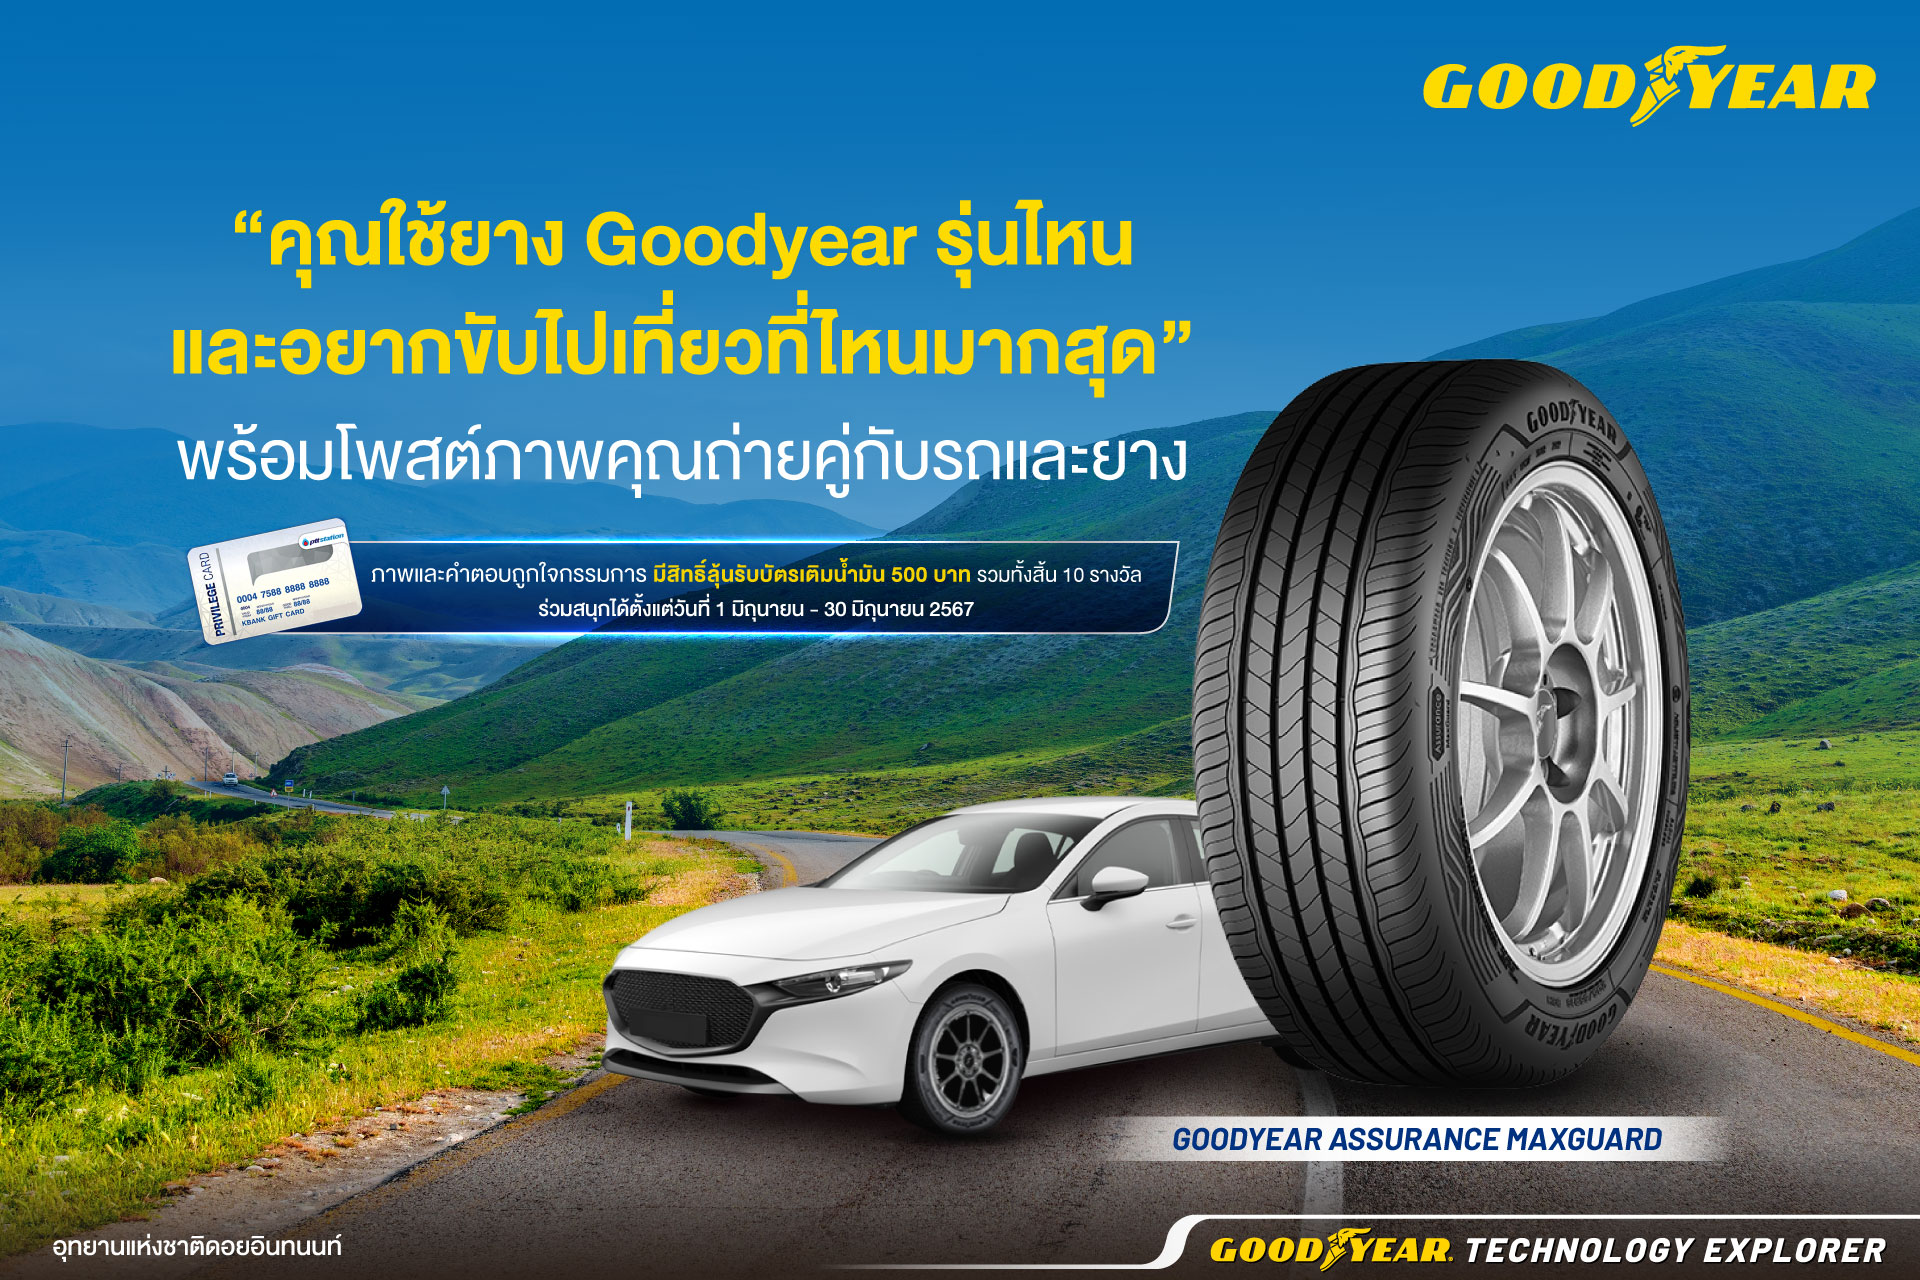 GOODYEAR
“คุณใช้ยาง Goodyear รุ่นไหน
และอยากขับไปเที่ยวที่ไหนมากสุด”
พร้อมโพสต์ภาพคุณถ่ายคู่กับรถและยาง
pttstation
PRIVILEGE CARD
0004 7588 8888 8888
88/88 88/88
KBANK GIFT CARD
ภาพและคำตอบถูกใจกรรมการ มีสิทธิ์ลุ้นรับบัตรเติมน้ำมัน 500 บาท รวมทั้งสิ้น 10 รางวัล
ร่วมสนุกได้ตั้งแต่วันที่ 1 มิถุนายน - 30 มิถุนายน 2567
GOODYEAR
Assurance
MaxGuard
GOODYEAR
GOODYEAR ASSURANCE MAXGUARD
อุทยานแห่งชาติดอยอินทนนท์
GOODYEAR. TECHNOLOGY EXPLORER